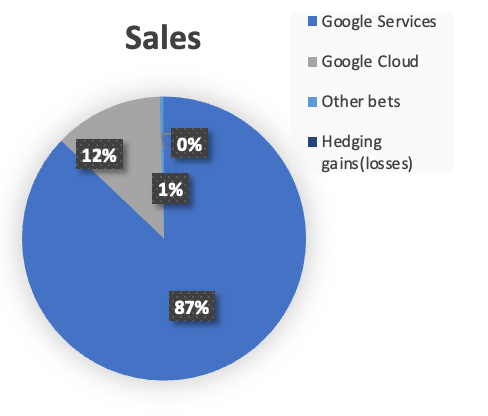 Sales
Google Services
Google Cloud
Other bets
Hedging
gains(losses)
0%
12%
1%
87%